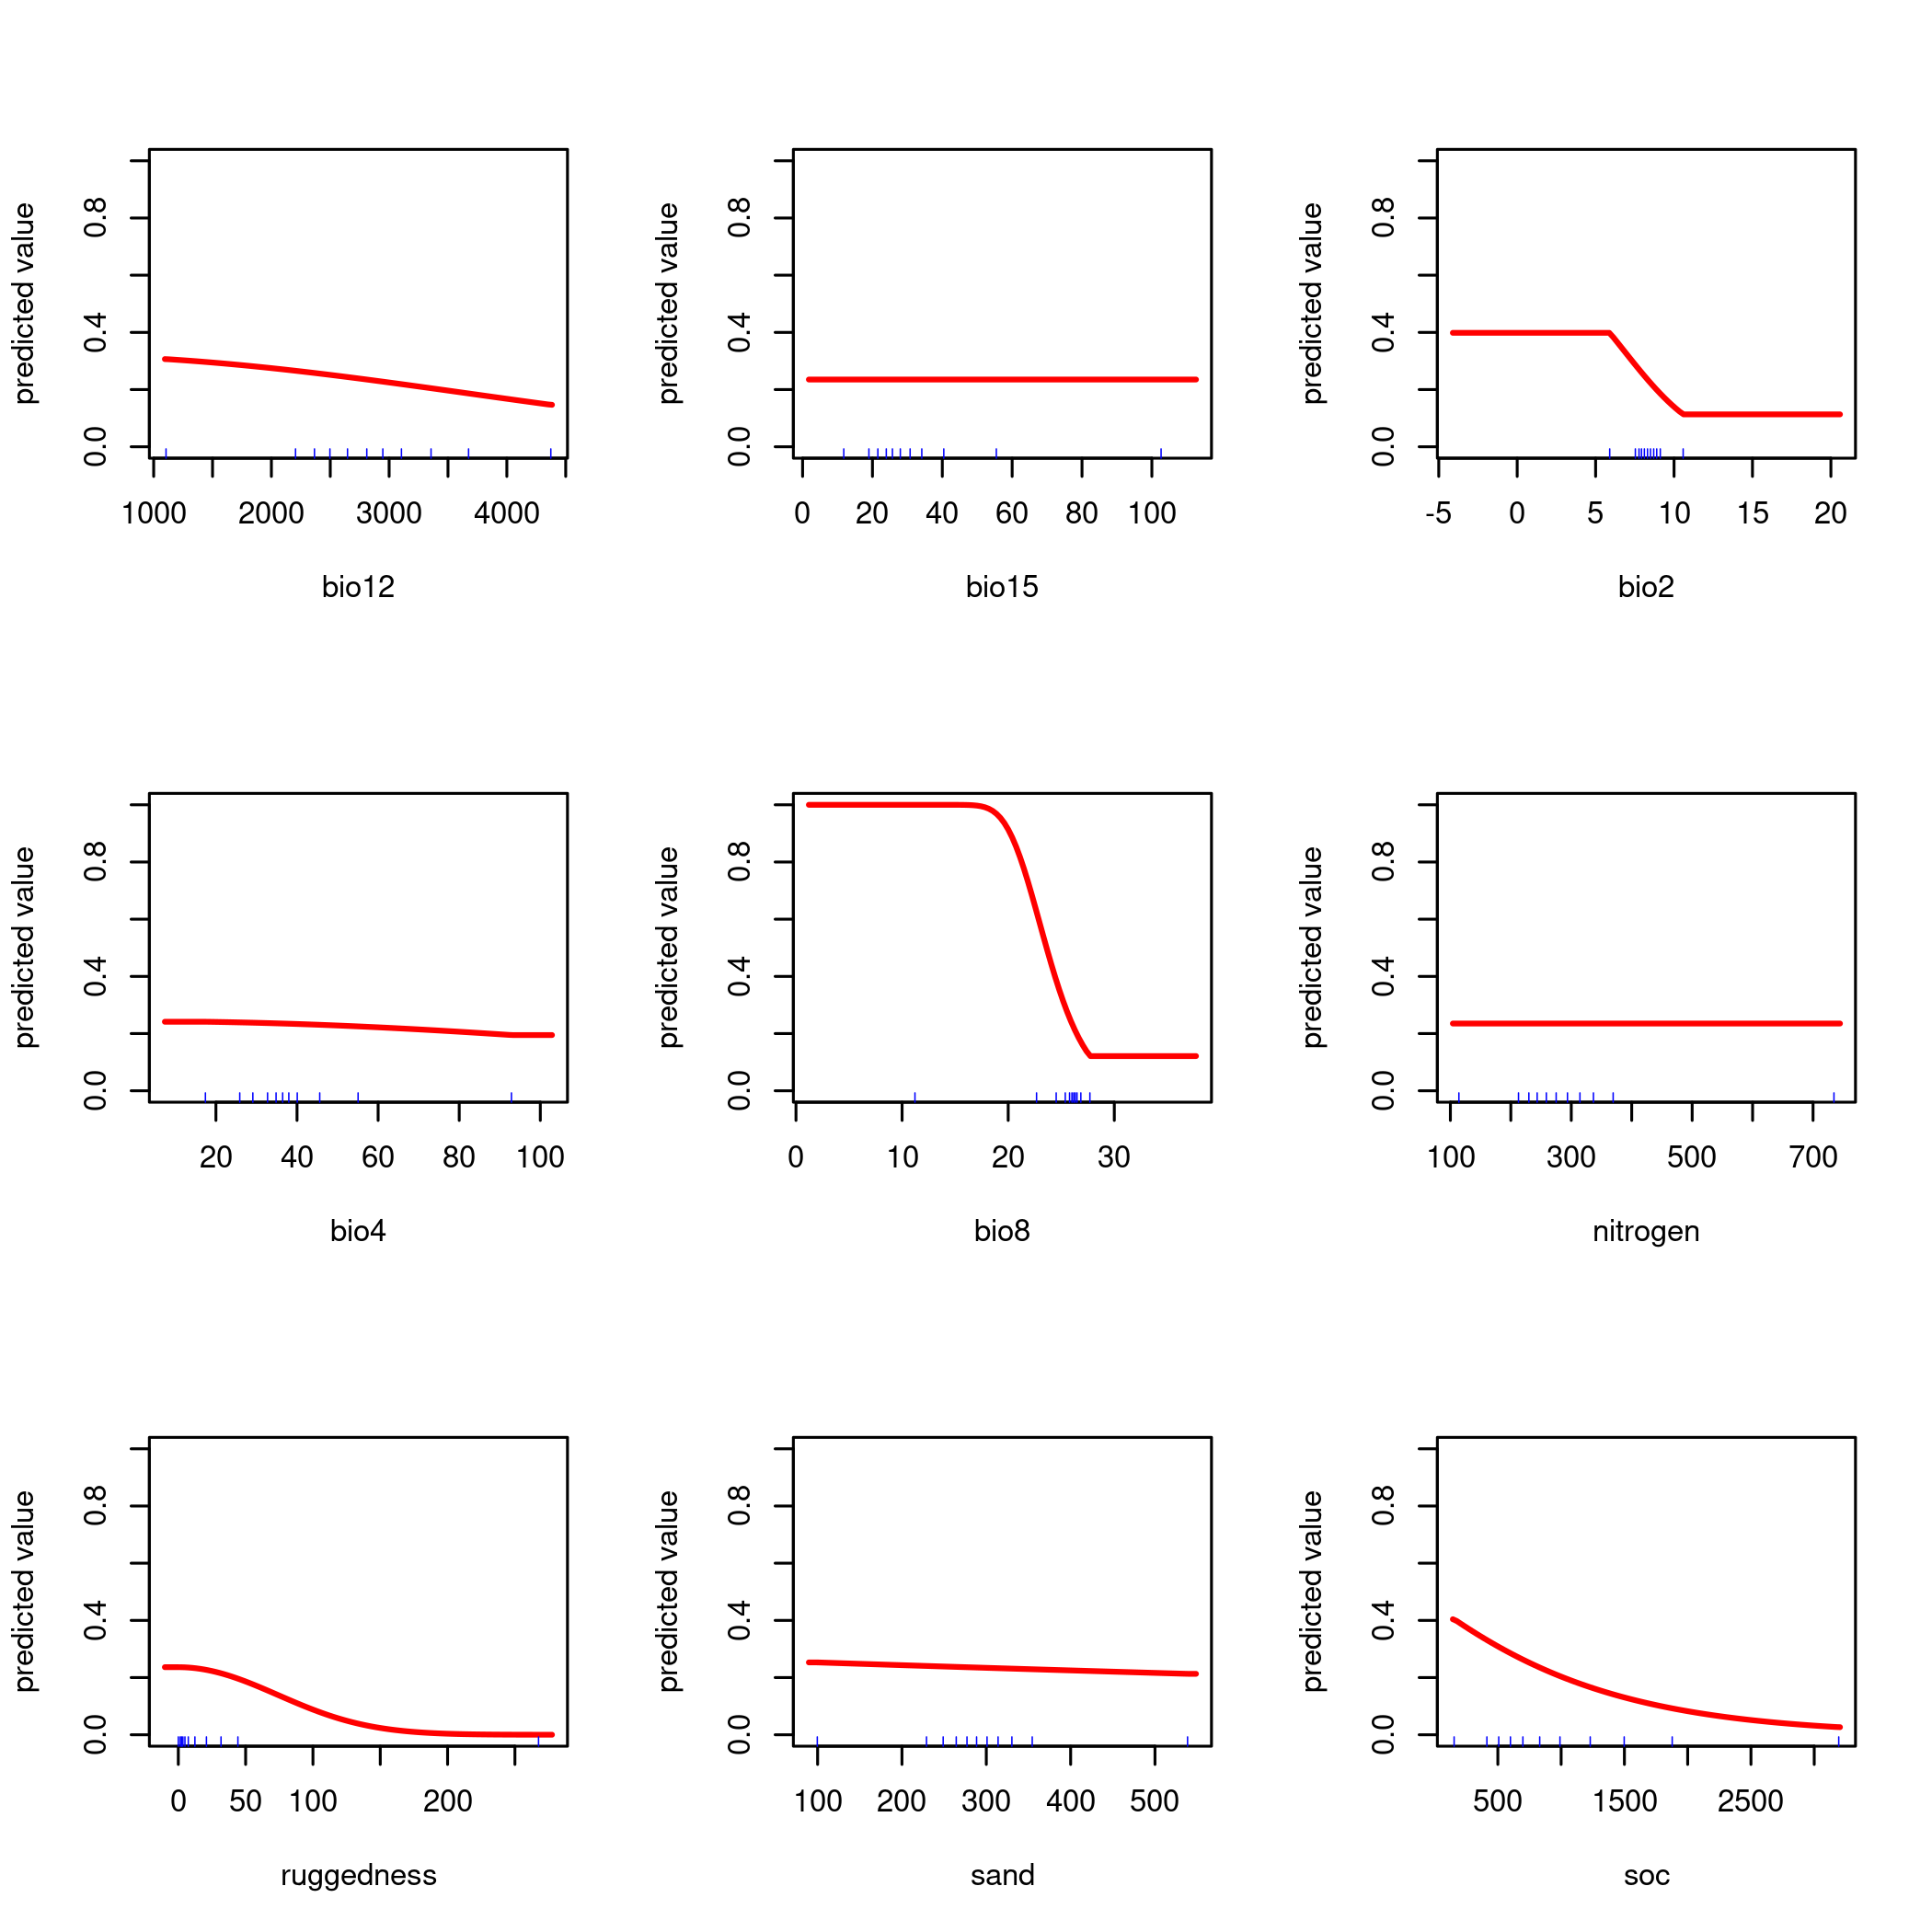 predicted value
0.0 0.4 0.8
1000 2000 3000 4000
bio12
predicted value
0.0 0.4 0.8
0 20 40 60 80 100
bio15
predicted value
0.0 0.4 0.8
-5 0 5 10 15 20
bio2
predicted value
0.0 0.4 0.8
20 40 60 80 100
bio4
predicted value
0.0 0.4 0.8
0 10 20 30
bio8
predicted value
0.0 0.4 0.8
100 300 500 700
nitrogen
predicted value
0.0 0.4 0.8
0 50 100 200
ruggedness
predicted value
0.0 0.4 0.8
100 200 300 400 500
sand
predicted value
0.0 0.4 0.8
500 1500 2500
soc